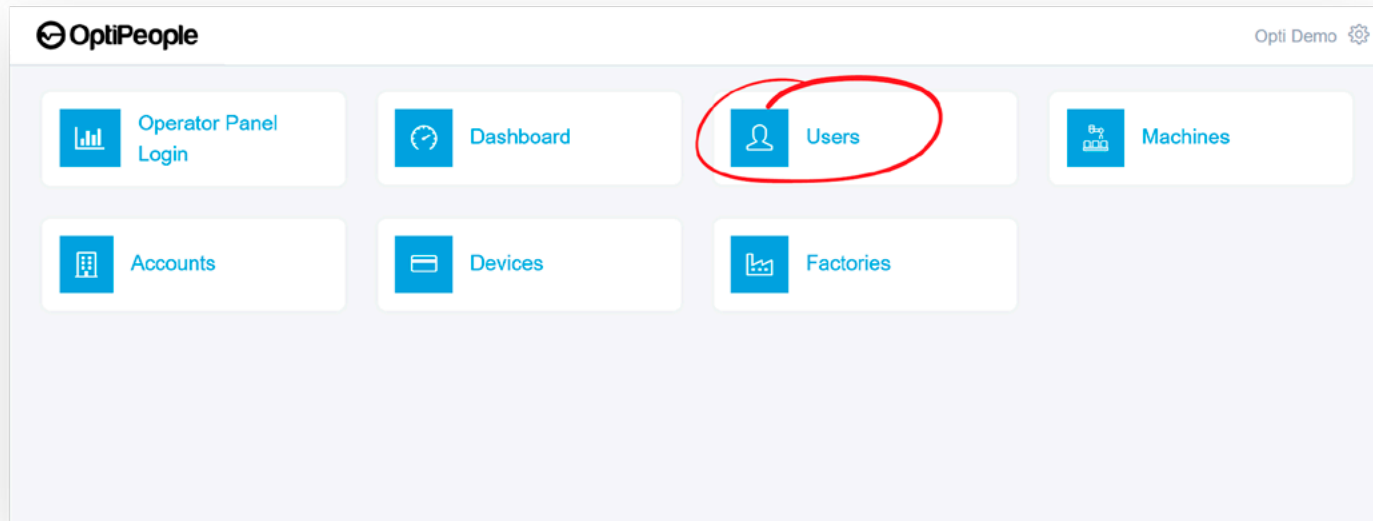 OptiPeople
Opti Demo
Operator Panel
Login
Dashboard
Users
Machines
Accounts
Devices
Factories